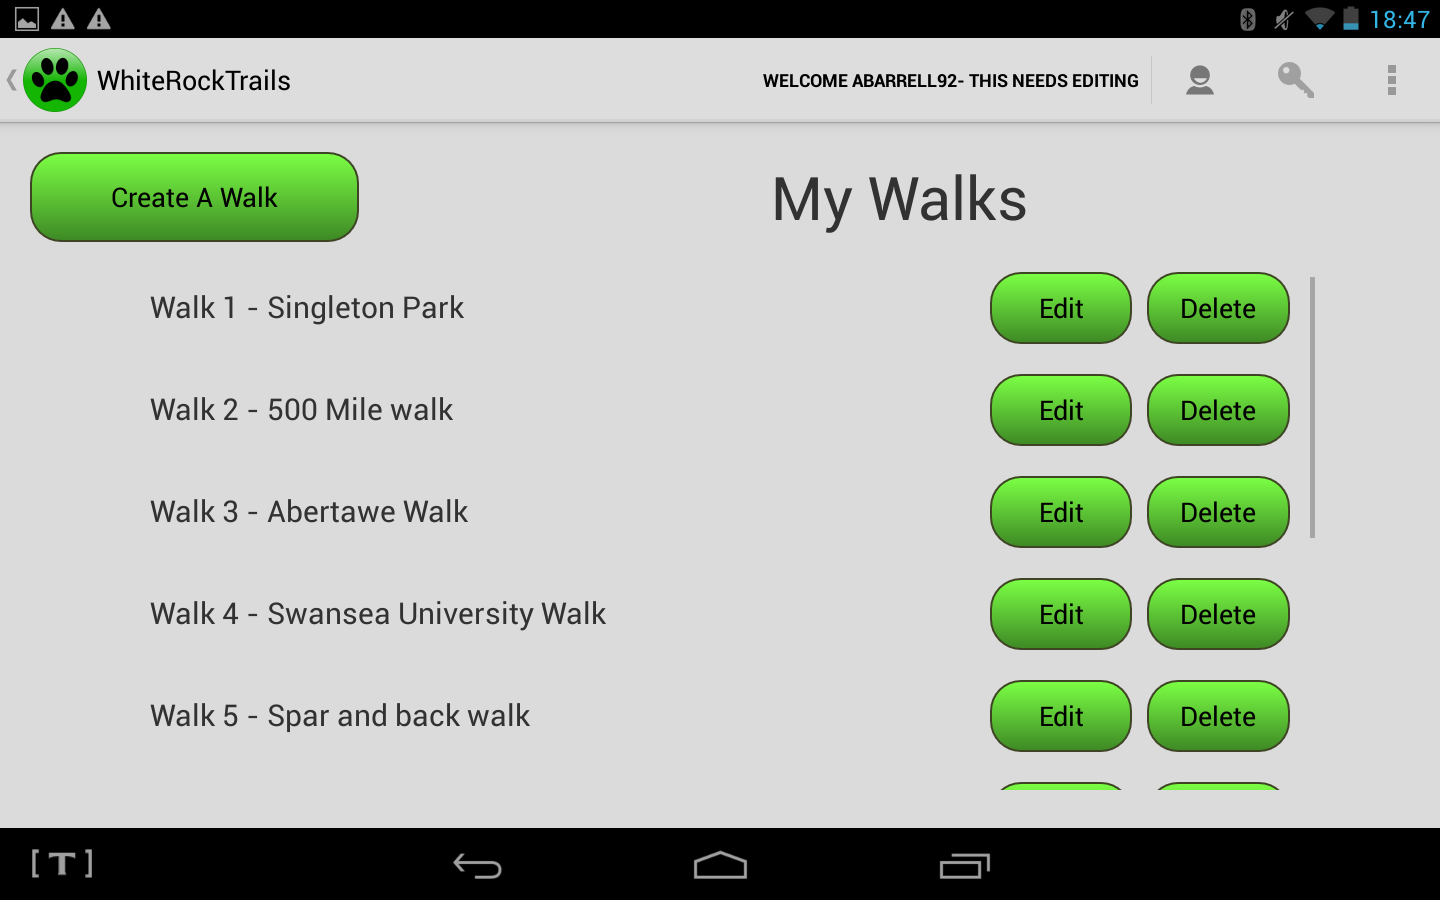 18:47
WhiteRockTrails
WELCOME ABARRELL92- THIS NEEDS EDITING
Create A Walk
My Walks
Walk 1 - Singleton Park
Edit
Delete
Walk 2 - 500 Mile walk
Edit
Delete
Walk 3 - Abertawe Walk
Edit
Delete
Walk 4 - Swansea University Walk
Edit
Delete
Walk 5 - Spar and back walk
Edit
Delete
[T]